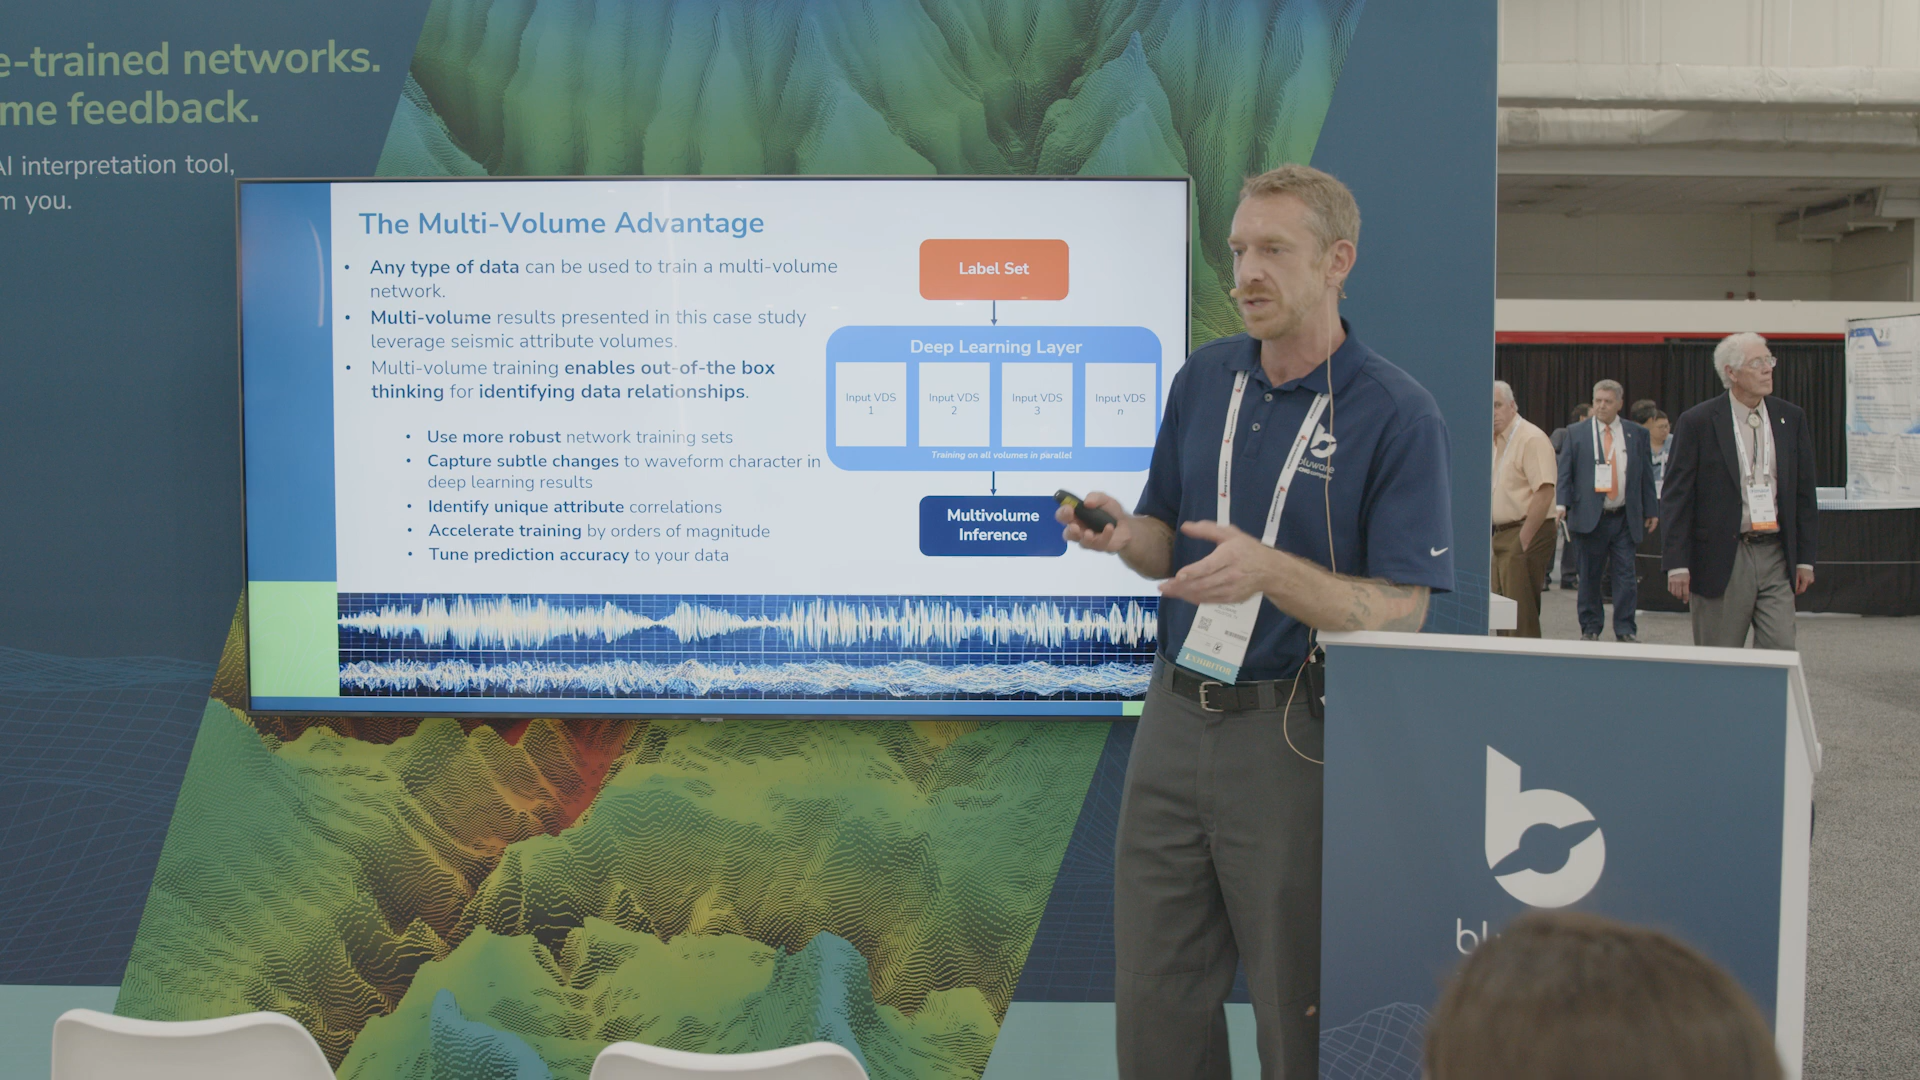 e-trained networks.
me feedback.
AI interpretation tool,
m you.
The Multi-Volume Advantage
• Any type of data can be used to train a multi-volume
network.
• Multi-volume results presented in this case study
leverage seismic attribute volumes.
• Multi-volume training enables out-of-the box
thinking for identifying data relationships.
• Use more robust network training sets
• Capture subtle changes to waveform character in
deep learning results
• Identify unique attribute correlations
• Accelerate training by orders of magnitude
• Tune prediction accuracy to your data
Label Set
Deep Learning Layer
Input VDS
1
Input VDS
2
Input VDS
3
Input VDS
n
Training on all volumes in parallel
Multivolume
Inference
bluware
EXHIBITOR
bl